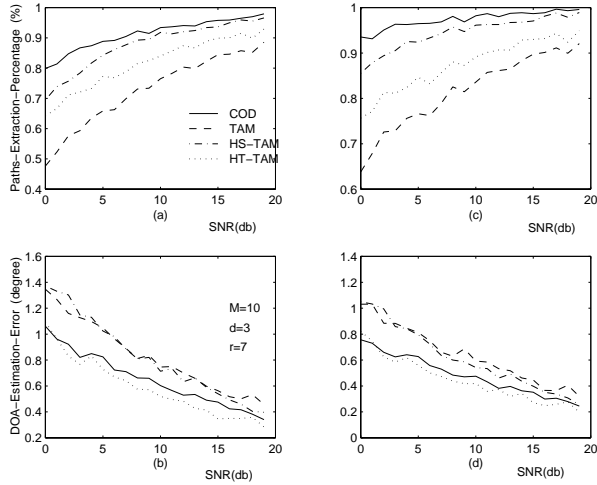 1
0.9
0.8
0.7
0.6
0.5
0.4
0
5
10
15
20
Paths-Extraction-Percentage (%)
COD
TAM
HS-TAM
HT-TAM
(a)
SNR(db)
1
0.9
0.8
0.7
0.6
0
5
10
15
20
(c)
SNR(db)
1.6
1.4
1.2
1
0.8
0.6
0.4
0.2
0
5
10
15
20
DOA-Estimation-Error (degree)
M=10
d=3
r=7
(b)
SNR(db)
1.6
1.4
1.2
1
0.8
0.6
0.4
0.2
0
0
5
10
15
20
(d)
SNR(db)